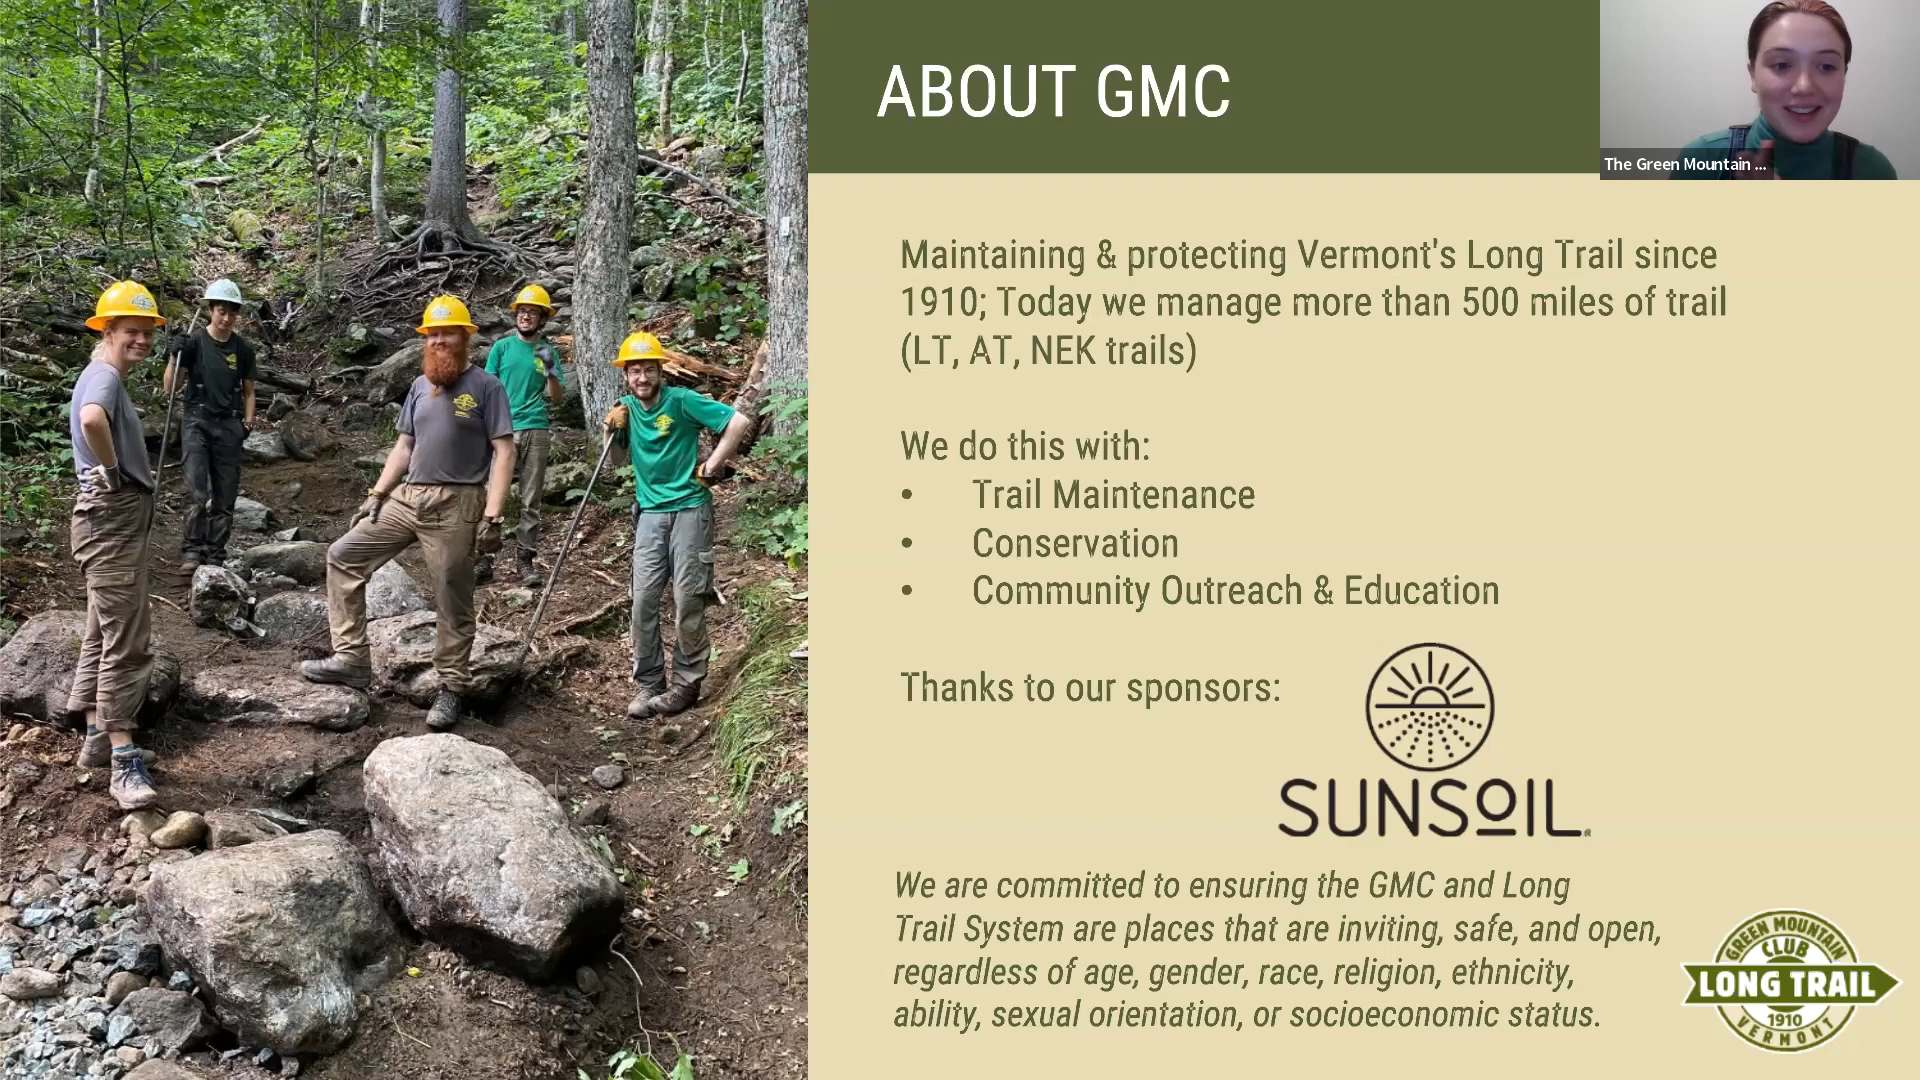 ABOUT GMC
The Green Mountain ...
Maintaining & protecting Vermont's Long Trail since
1910; Today we manage more than 500 miles of trail
(LT, AT, NEK trails)
We do this with:
• Trail Maintenance
• Conservation
• Community Outreach & Education
Thanks to our sponsors:
SUNSOIL®
We are committed to ensuring the GMC and Long
Trail System are places that are inviting, safe, and open,
regardless of age, gender, race, religion, ethnicity,
ability, sexual orientation, or socioeconomic status.
GREEN MOUNTAIN
CLUB
LONG TRAIL
1910
VERMONT